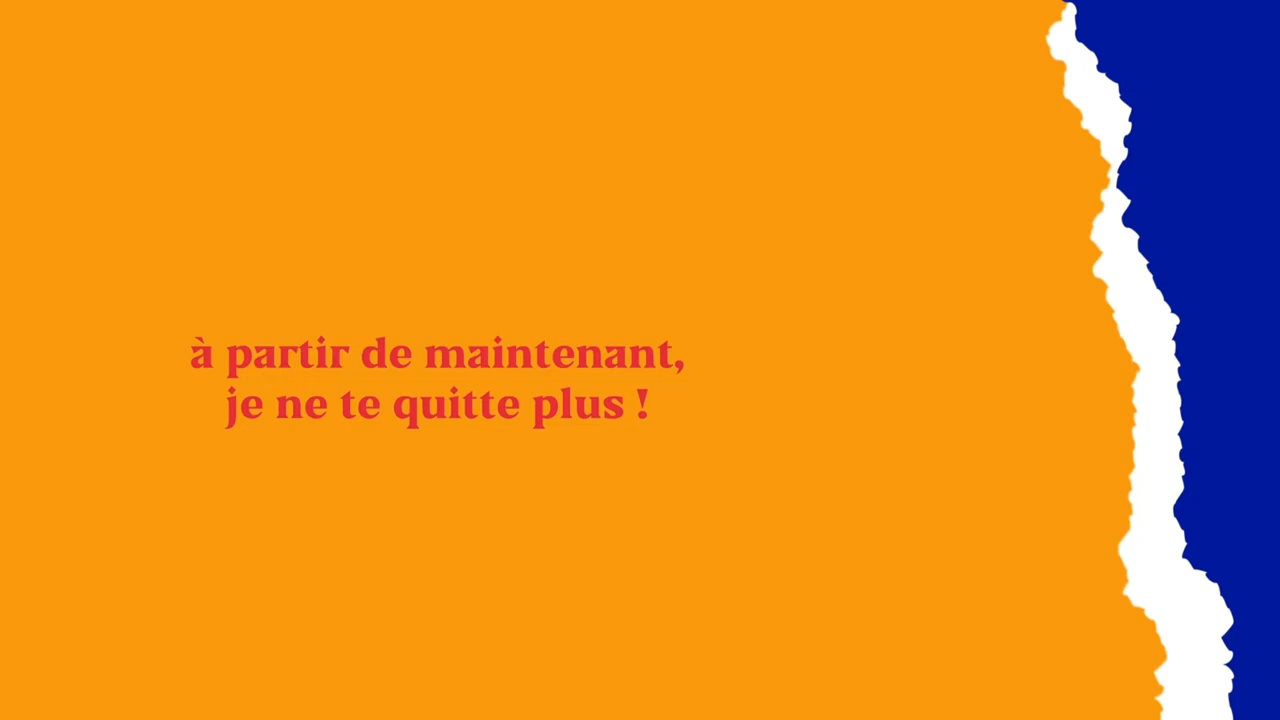 à partir de maintenant,
je ne te quitte plus !